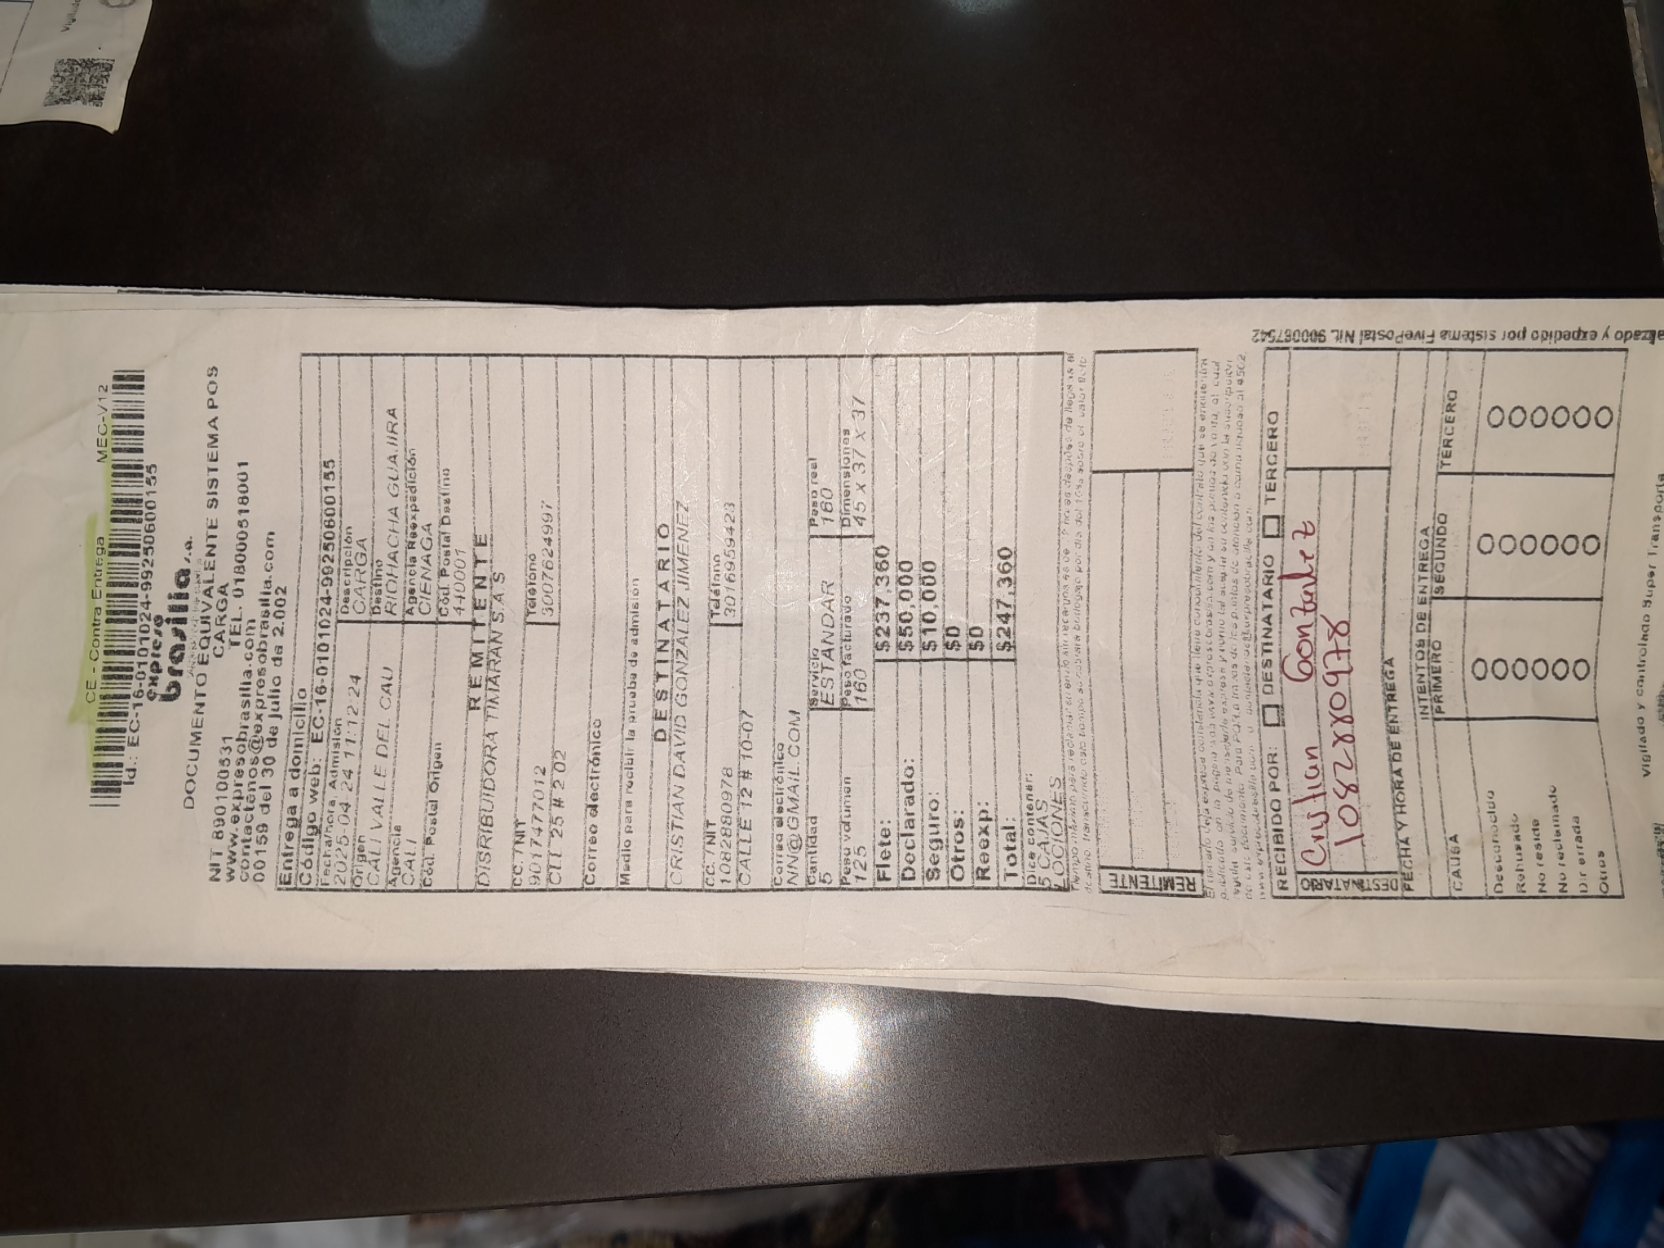 CE - Contra Entrega MEC-V12
Id.: EC-16-0101024-99250600155
expreso
brasilia s.a.
DOCUMENTO EQUIVALENTE SISTEMA POS
CARGA
NIT 890100531 TEL. 018000518001
www.expresobrasilia.com
contactenos@expresobrasilia.com
00159 del 30 de julio de 2.002
Entrega a domicilio
Código web: EC-16-0101024-99250600155
Fecha/hora. Admisión Descripción
2025-04-24 11:12:24 CARGA
Origen Destino
CALI VALLE DEL CAU RIOHACHA GUAJIRA
Agencia Agencia Reexpedición
CALI CIENAGA
Cód. Postal Origen Cód. Postal Destino
440001
REMITENTE
DISRIBUIDORA TIMARAN S A S
CC. / NIT Teléfono
9017477012 3007624997
CLL 25 # 2 02
Correo electrónico
Medio para recibir la prueba de admisión
DESTINATARIO
CRISTIAN DAVID GONZALEZ JIMENEZ
CC. / NIT Teléfono
1082880978 3016959423
CALLE 12 # 10-07
Correo electrónico
NN@GMAIL.COM
Cantidad Servicio Peso real
5 ESTANDAR 160
Peso volumen Peso facturado Dimensiones
125 160 45 x 37 x 37
Flete: $237,360
Declarado: $50,000
Seguro: $10,000
Otros: $0
Reexp: $0
Total: $247,360
Dice contener:
5 CAJAS
LOCIONES
REMITENTE
RECIBIDO POR: DESTINATARIO TERCERO
DESTINATARIO
Cristian Gonzalez
1082880978
FECHA Y HORA DE ENTREGA
INTENTOS DE ENTREGA
CAUSA PRIMERO SEGUNDO TERCERO
Desconocido
Rehusado
No reside
No reclamado
Dir errada
Otros
Vigilado y controlado Super Transporte
y expedido por sistema FivePostal Nit. 900067542